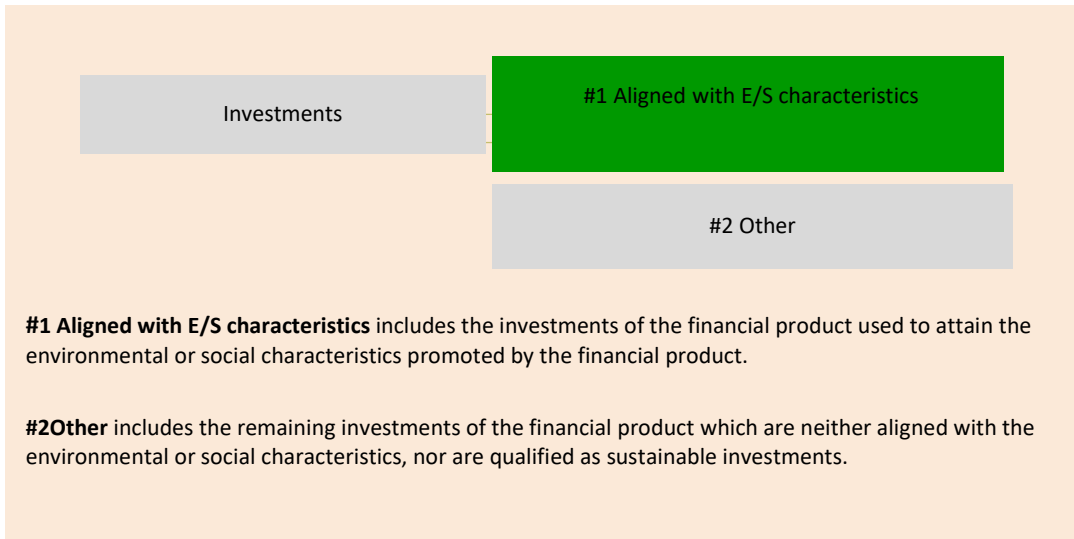 Investments
#1 Aligned with E/S characteristics
#2 Other
#1 Aligned with E/S characteristics includes the investments of the financial product used to attain the
environmental or social characteristics promoted by the financial product.
#2Other includes the remaining investments of the financial product which are neither aligned with the
environmental or social characteristics, nor are qualified as sustainable investments.